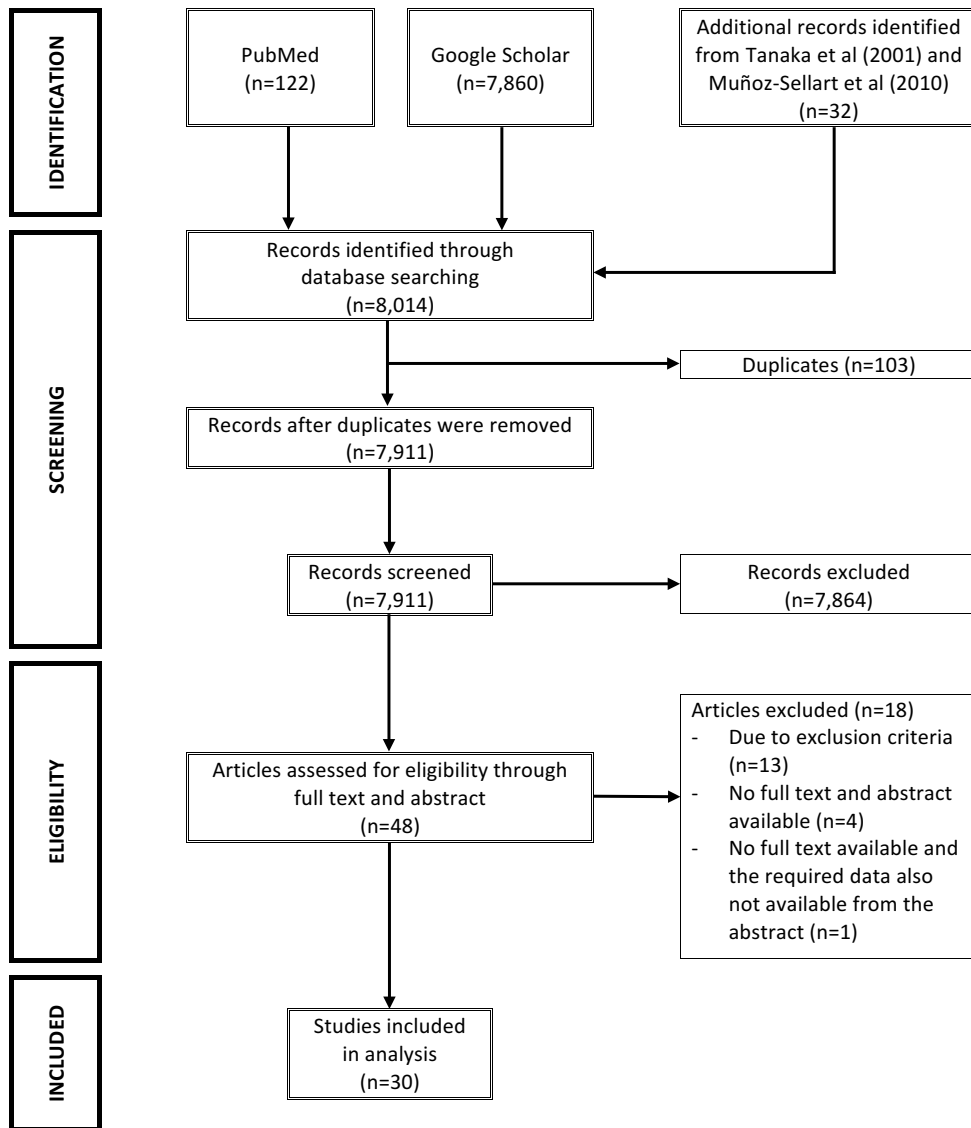 IDENTIFICATION
PubMed
(n=122)
Google Scholar
(n=7,860)
Additional records identified
from Tanaka et al (2001) and
Muñoz-Sellart et al (2010)
(n=32)
SCREENING
Records identified through
database searching
(n=8,014)
Duplicates (n=103)
Records after duplicates were removed
(n=7,911)
Records screened
(n=7,911)
Records excluded
(n=7,864)
ELIGIBILITY
Articles assessed for eligibility through
full text and abstract
(n=48)
Articles excluded (n=18)
- Due to exclusion criteria
(n=13)
- No full text and abstract
available (n=4)
- No full text available and
the required data also
not available from the
abstract (n=1)
INCLUDED
Studies included
in analysis
(n=30)